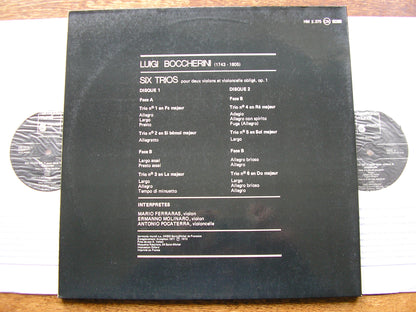 HM 2.375
LUIGI BOCCHERINI (1743 - 1805)
SIX TRIOS pour deux violons et violoncelle obligé, op. 1
DISQUE 1
Face A
Trio nº 1 en Fa majeur
Allegro
Largo
Presto
Trio nº 2 en Si bémol majeur
Allegretto
Face B
Largo assai
Presto assai
Trio nº 3 en La majeur
Largo
Allegro
Tempo di minuetto
DISQUE 2
Face B
Trio nº 4 en Ré majeur
Adagio
Allegro con spirito
Fuga (Allegro)
Trio nº 5 en Sol majeur
Largo
Face B
Allegro brioso
Allegro
Trio nº 6 en Do majeur
Largo
Allegro brioso
Allegro
INTERPRETES
MARIO FERRARAS, violon
ERMANNO MOLINARO, violon
ANTONIO POCATERRA, violoncelle